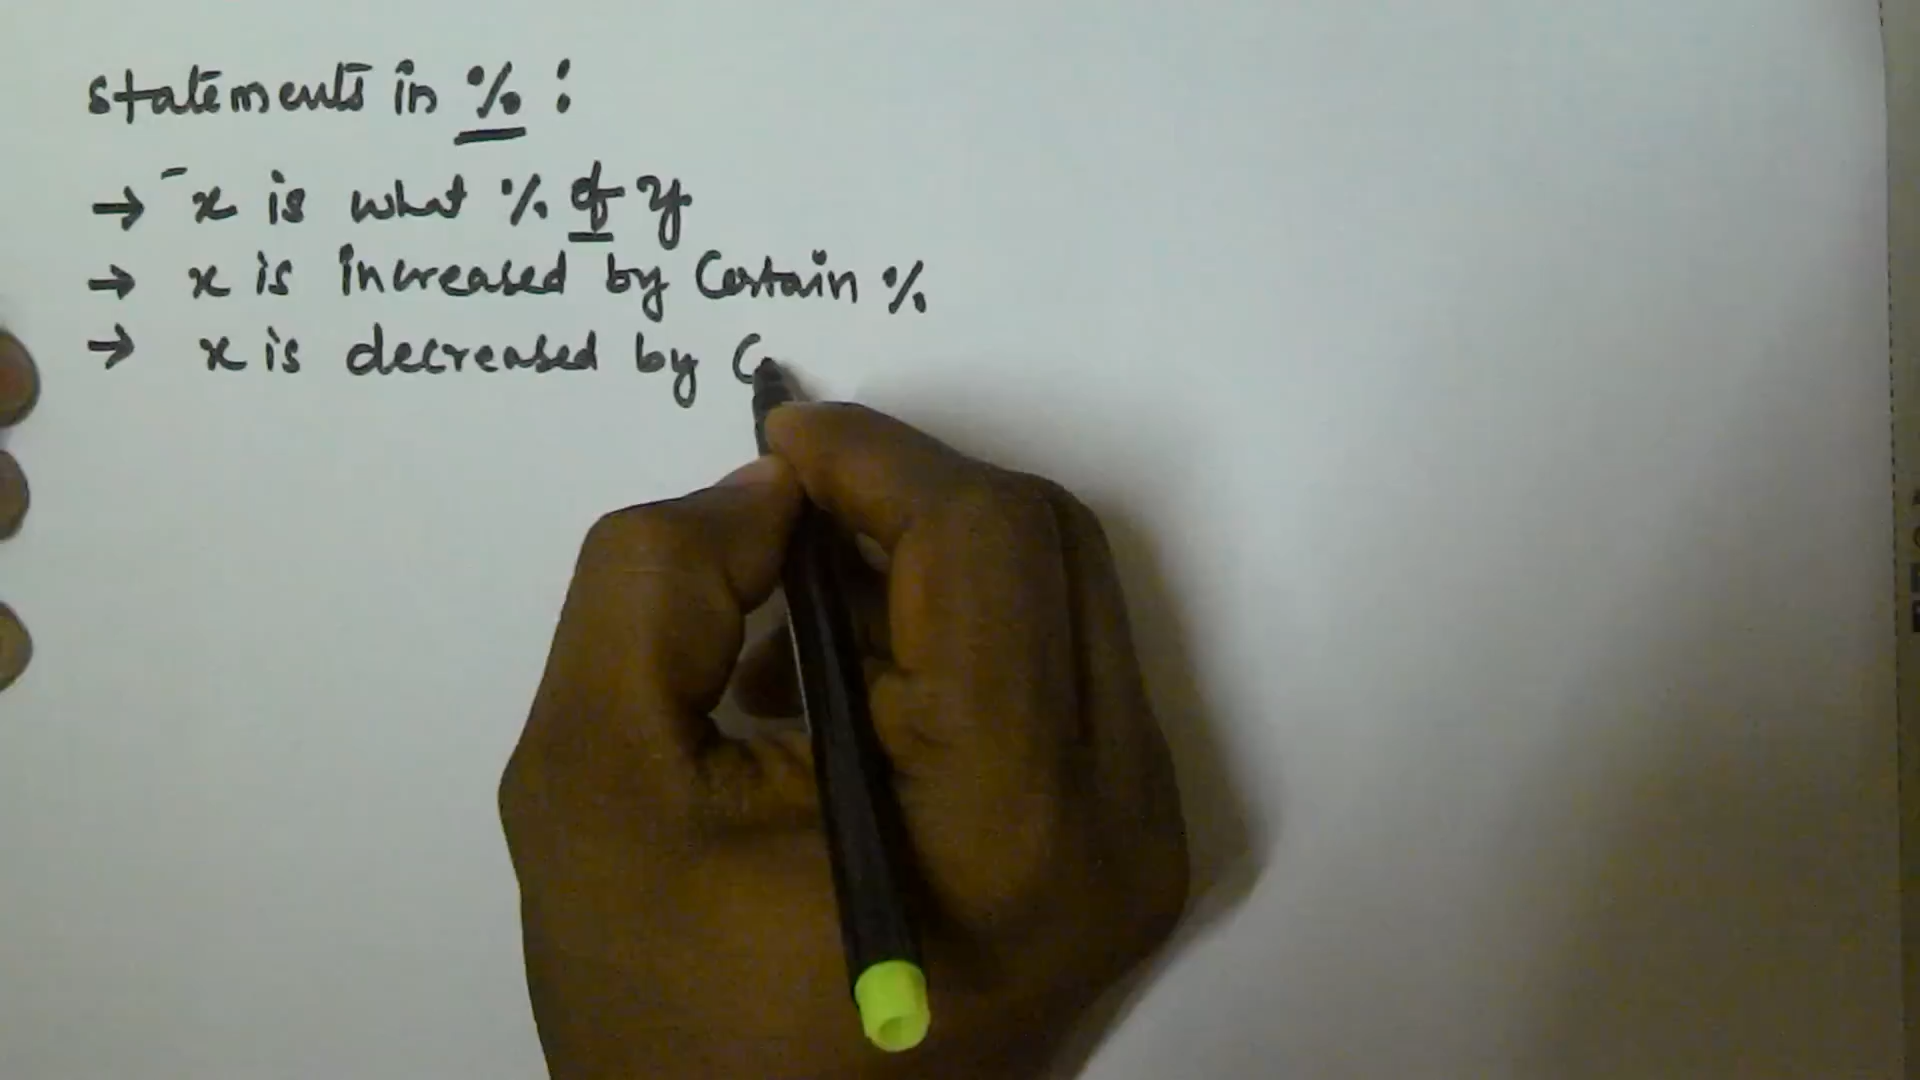 statements in % :
→ x is what % of y
→ x is increased by Certain %
→ x is decreased by